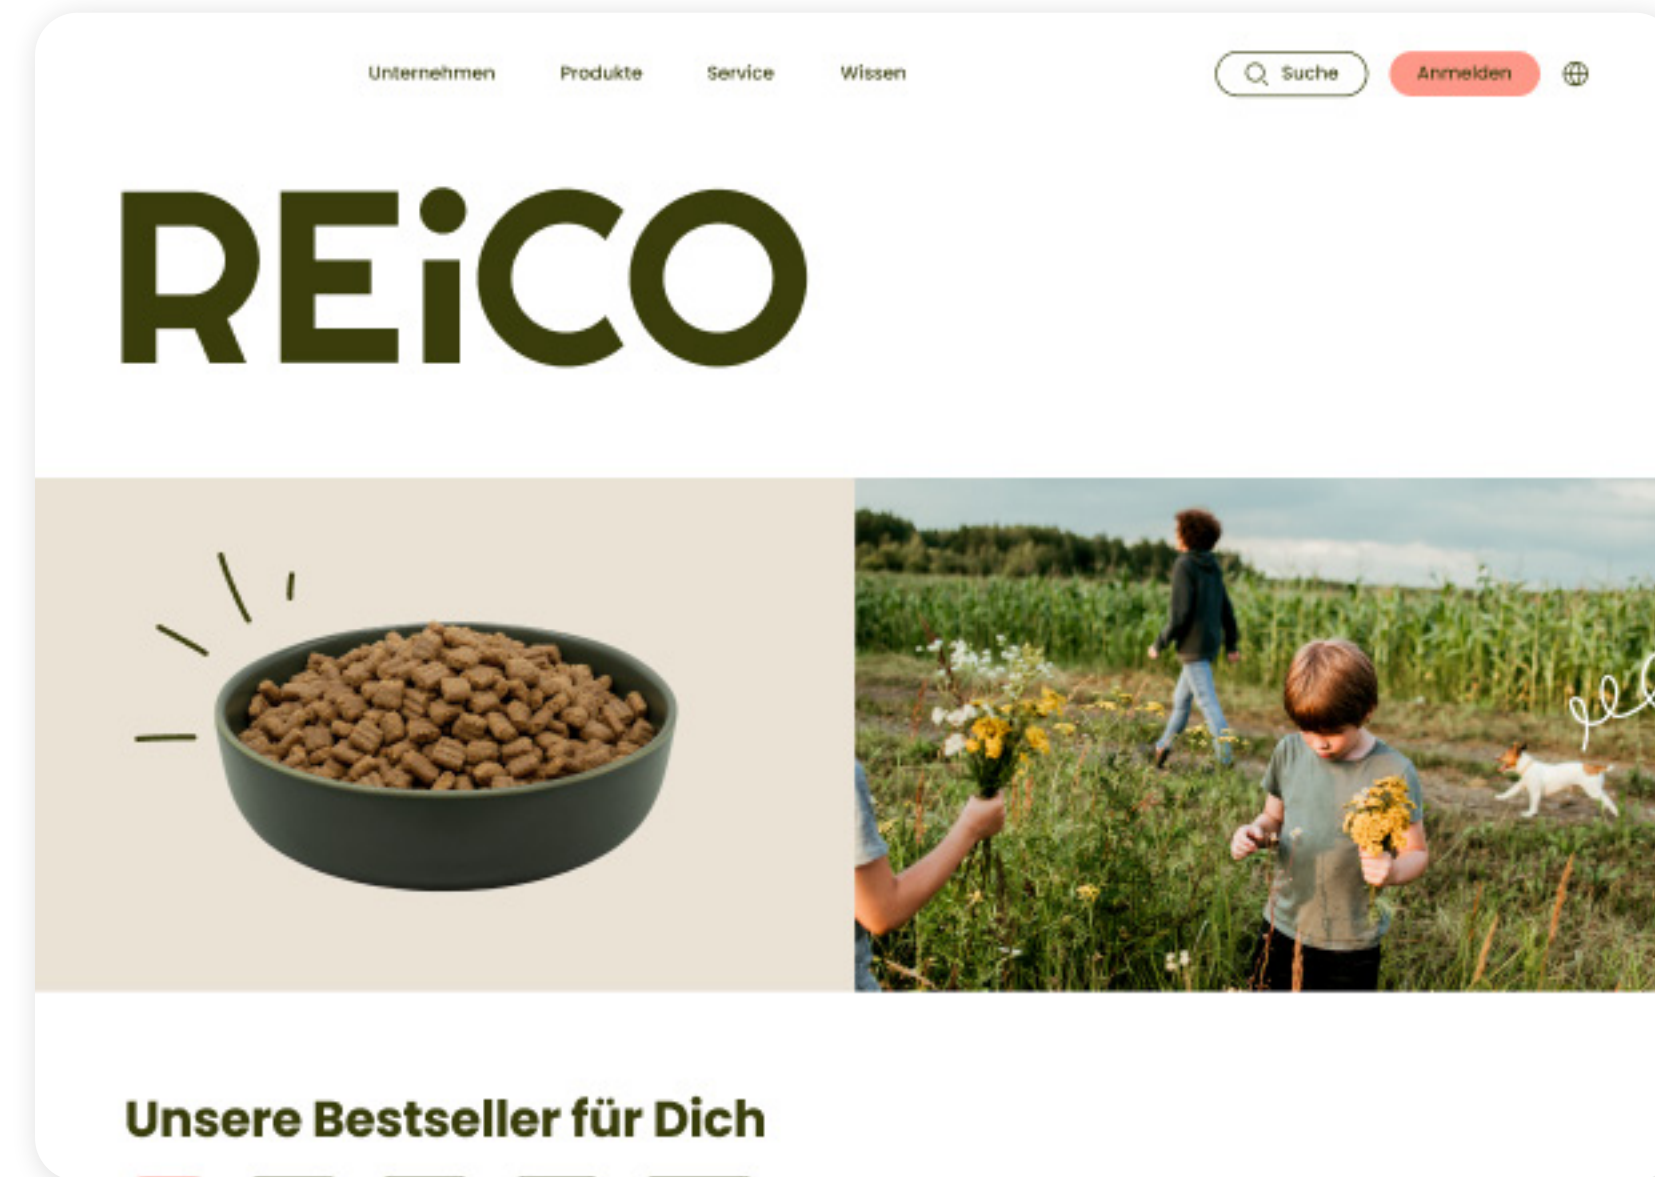 Unternehmen Produkte Service Wissen Suche Anmelden
REiCO
Unsere Bestseller für Dich